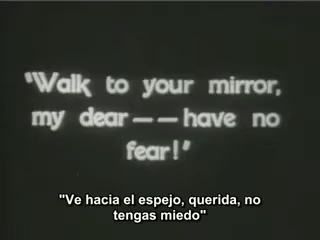 "Walk to your mirror,
my dear -- have no
fear!"
"Ve hacia el espejo, querida, no
tengas miedo"